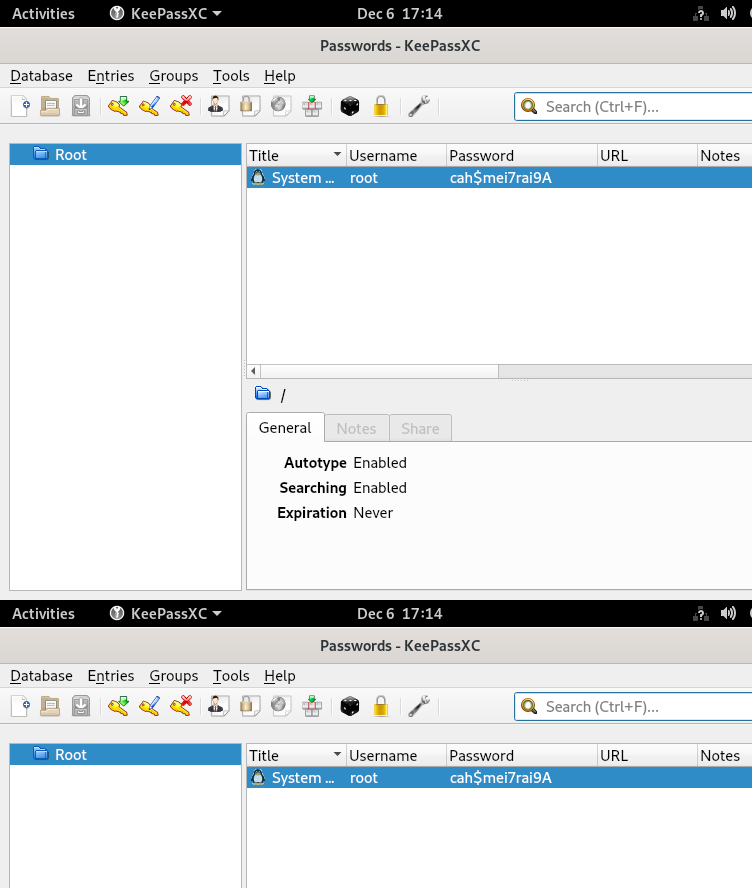 Activities KeePassXC Dec 6 17:14 ?
Passwords - KeePassXC
Database Entries Groups Tools Help
Search (Ctrl+F)...
Root
Title Username Password URL Notes
System ... root cah$mei7rai9A
/
General Notes Share
Autotype Enabled
Searching Enabled
Expiration Never
Activities KeePassXC Dec 6 17:14 ?
Passwords - KeePassXC
Database Entries Groups Tools Help
Search (Ctrl+F)...
Root
Title Username Password URL Notes
System ... root cah$mei7rai9A